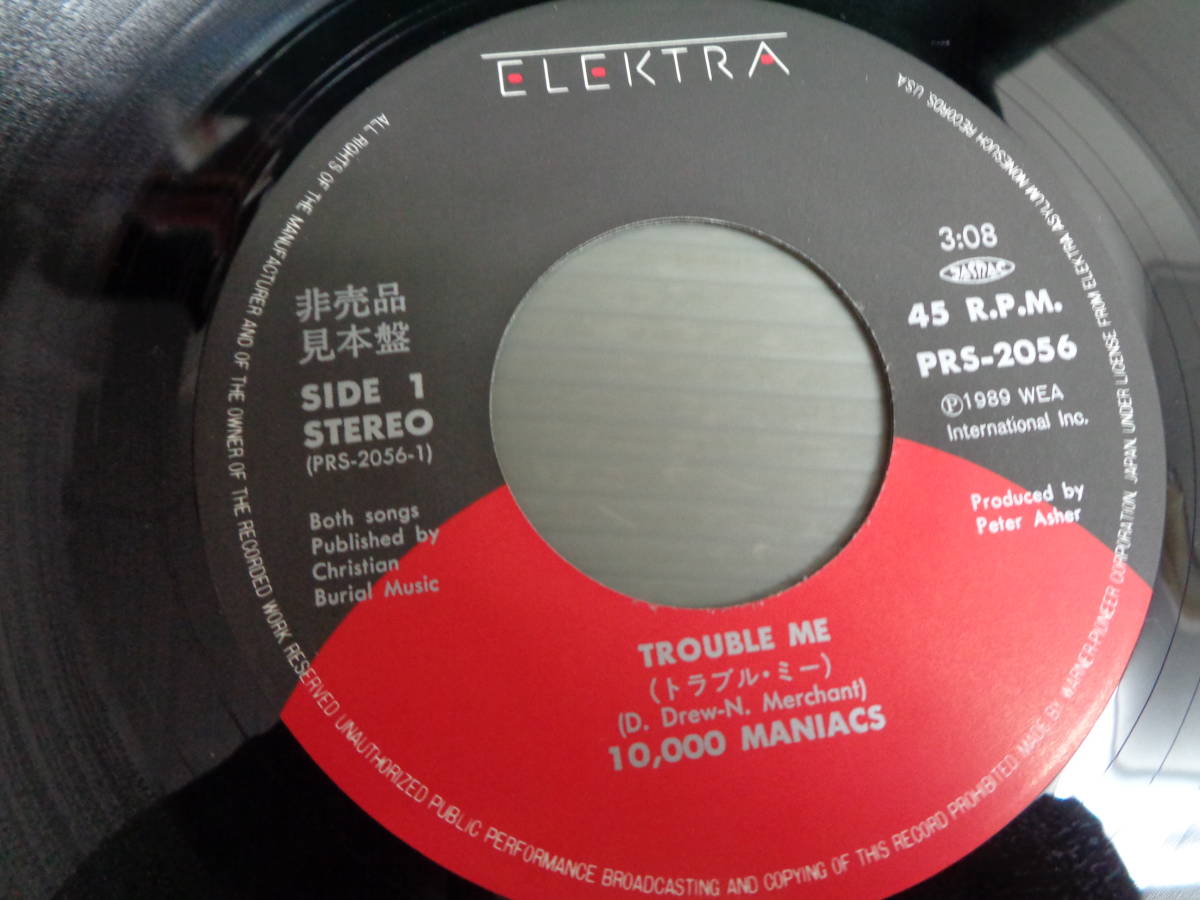 ELEKTRA
3:08
JASRAC
45 R.P.M.
PRS-2056
Ⓟ1989 WEA
International Inc.
Produced by
Peter Asher
非売品
見本盤
SIDE 1
STEREO
(PRS-2056-1)
Both songs
Published by
Christian
Burial Music
TROUBLE ME
(トラブル・ミー)
(D. Drew-N. Merchant)
10,000 MANIACS
ALL RIGHTS OF THE MANUFACTURER AND OF THE OWNER OF THE RECORDED WORK RESERVED UNAUTHORIZED PUBLIC PERFORMANCE BROADCASTING AND COPYING OF THIS RECORD PROHIBITED MADE BY WARNER-PIONEER CORPORATION, JAPAN UNDER LICENSE FROM ELEKTRA ASYLUM NONESUCH RECORDS, U.S.A